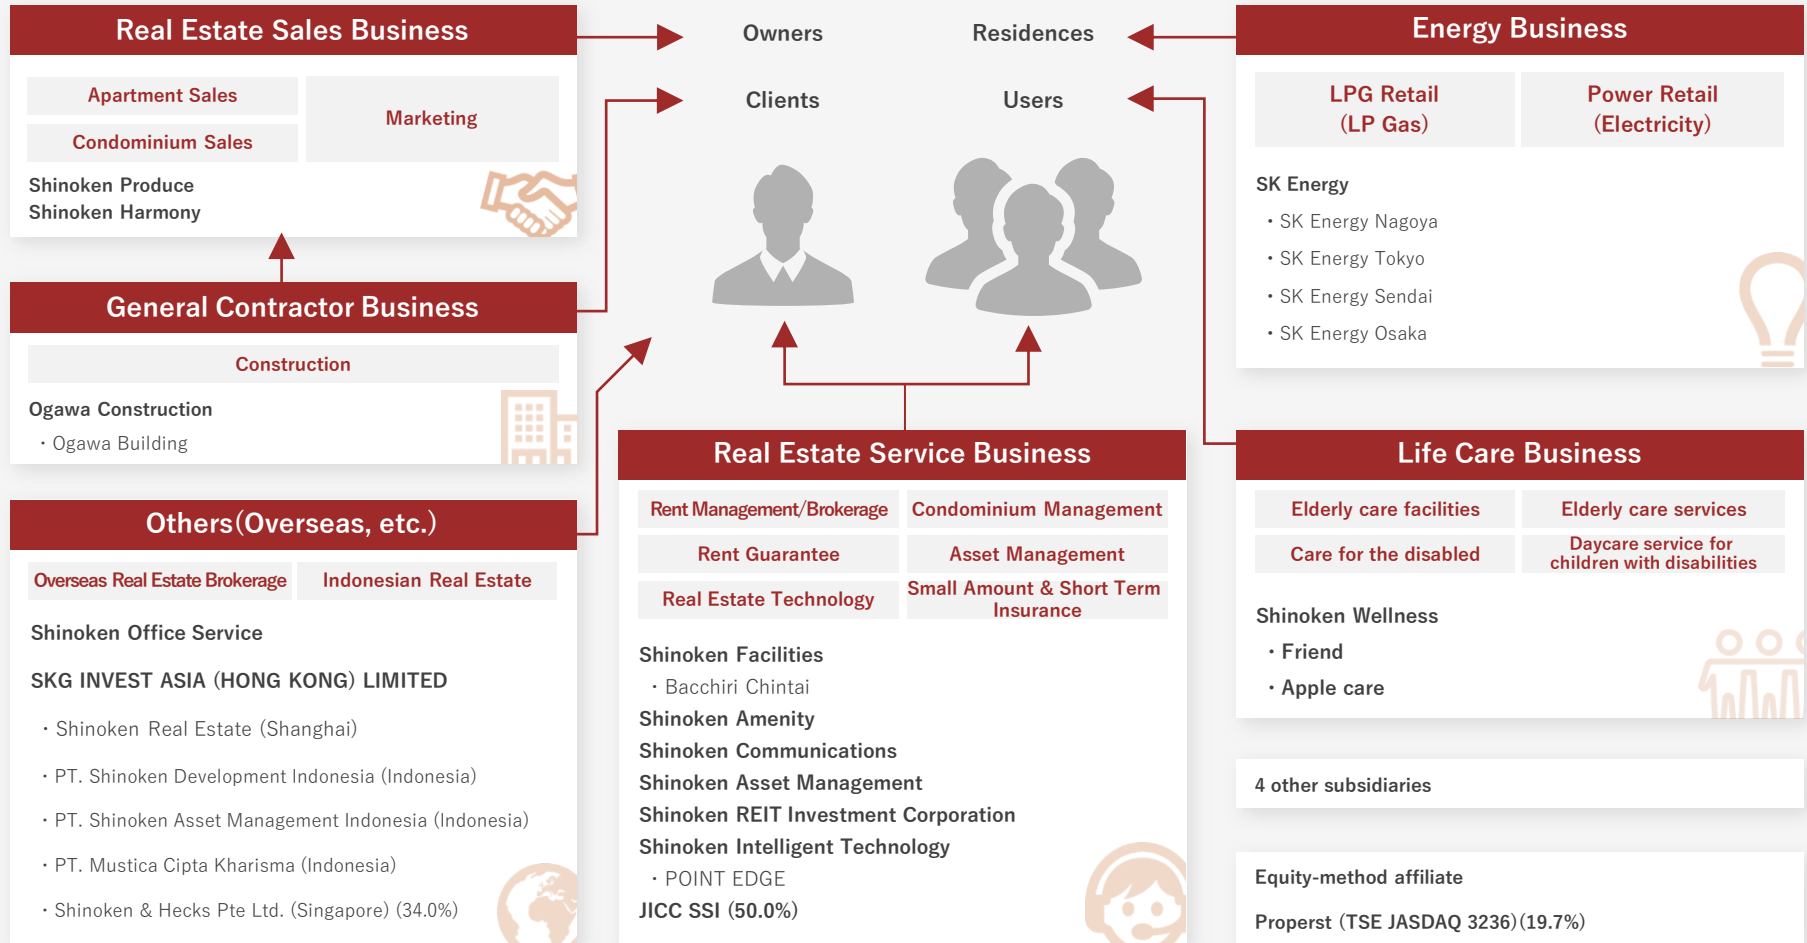 Real Estate Sales Business
Apartment Sales
Condominium Sales
Marketing
Shinoken Produce
Shinoken Harmony
General Contractor Business
Construction
Ogawa Construction
・Ogawa Building
Others(Overseas, etc.)
Overseas Real Estate Brokerage
Indonesian Real Estate
Shinoken Office Service
SKG INVEST ASIA (HONG KONG) LIMITED
・Shinoken Real Estate (Shanghai)
・PT. Shinoken Development Indonesia (Indonesia)
・PT. Shinoken Asset Management Indonesia (Indonesia)
・PT. Mustica Cipta Kharisma (Indonesia)
・Shinoken & Hecks Pte Ltd. (Singapore) (34.0%)
Owners
Residences
Clients
Users
Real Estate Service Business
Rent Management/Brokerage
Condominium Management
Rent Guarantee
Asset Management
Real Estate Technology
Small Amount & Short Term
Insurance
Shinoken Facilities
・Bacchiri Chintai
Shinoken Amenity
Shinoken Communications
Shinoken Asset Management
Shinoken REIT Investment Corporation
Shinoken Intelligent Technology
・POINT EDGE
JICC SSI (50.0%)
Energy Business
LPG Retail
(LP Gas)
Power Retail
(Electricity)
SK Energy
・SK Energy Nagoya
・SK Energy Tokyo
・SK Energy Sendai
・SK Energy Osaka
Life Care Business
Elderly care facilities
Elderly care services
Care for the disabled
Daycare service for
children with disabilities
Shinoken Wellness
・Friend
・Apple care
4 other subsidiaries
Equity-method affiliate
Properst (TSE JASDAQ 3236)(19.7%)